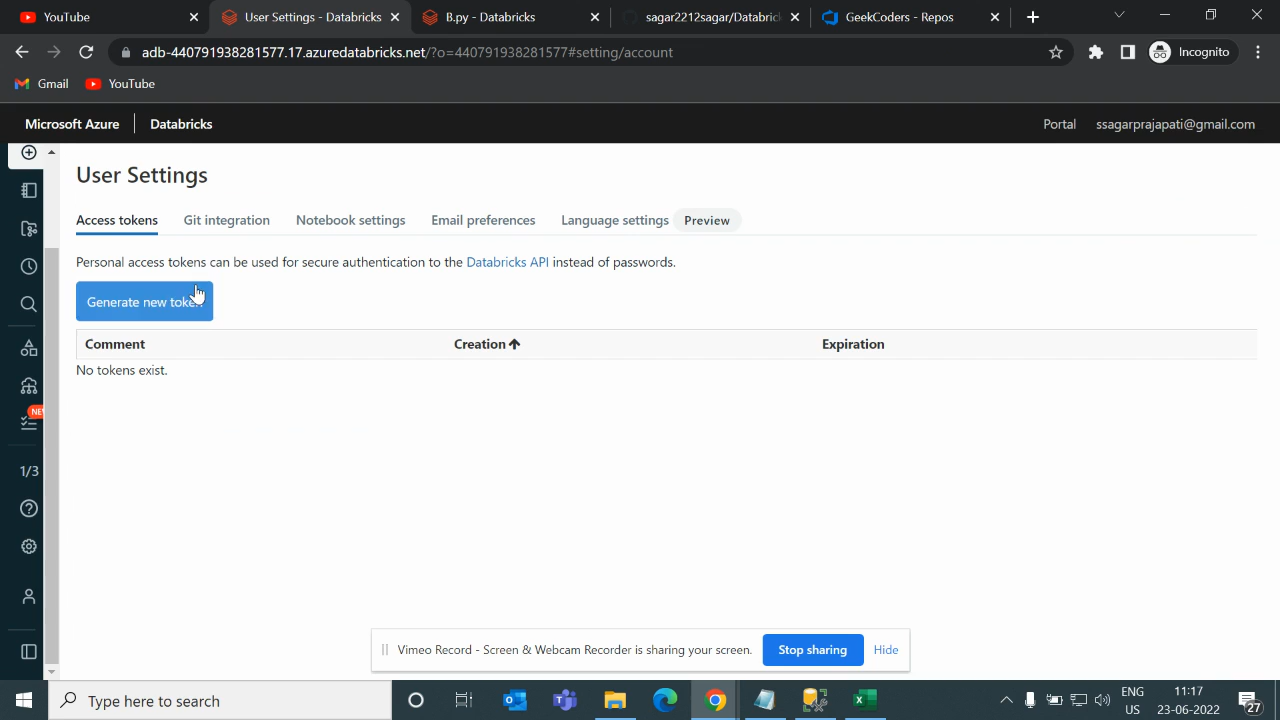 YouTube
User Settings - Databricks
B.py - Databricks
sagar2212sagar/Databric
GeekCoders - Repos
adb-440791938281577.17.azuredatabricks.net/?o=440791938281577#setting/account
Incognito
Gmail
YouTube
Microsoft Azure
Databricks
Portal
ssagarprajapati@gmail.com
User Settings
Access tokens
Git integration
Notebook settings
Email preferences
Language settings
Preview
Personal access tokens can be used for secure authentication to the Databricks API instead of passwords.
Generate new token
Comment
Creation
Expiration
No tokens exist.
NEW
1/3
Vimeo Record - Screen & Webcam Recorder is sharing your screen.
Stop sharing
Hide
Type here to search
ENG
US
11:17
23-06-2022
27